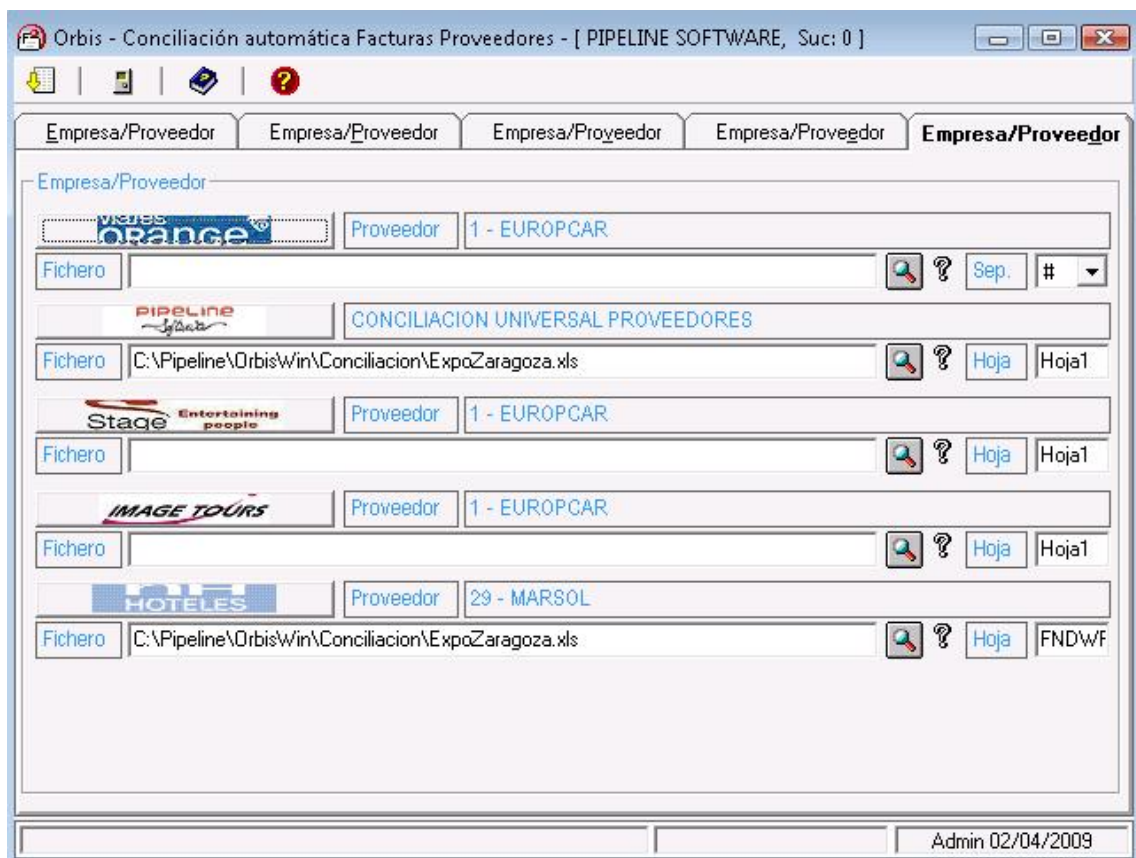 Orbis - Conciliación automática Facturas Proveedores - [ PIPELINE SOFTWARE, Suc: 0 ]
Empresa/Proveedor Empresa/Proveedor Empresa/Proveedor Empresa/Proveedor Empresa/Proveedor
Empresa/Proveedor
VIAJES
ORANGE Proveedor 1 - EUROPCAR
Fichero ? Sep. #
PIPELINE
Software CONCILIACION UNIVERSAL PROVEEDORES
Fichero C:\Pipeline\OrbisWin\Conciliacion\ExpoZaragoza.xls ? Hoja Hoja1
Stage Entertaining people Proveedor 1 - EUROPCAR
Fichero ? Hoja Hoja1
IMAGE TOURS Proveedor 1 - EUROPCAR
Fichero ? Hoja Hoja1
nH
HOTELES Proveedor 29 - MARSOL
Fichero C:\Pipeline\OrbisWin\Conciliacion\ExpoZaragoza.xls ? Hoja FNDWF
Admin 02/04/2009